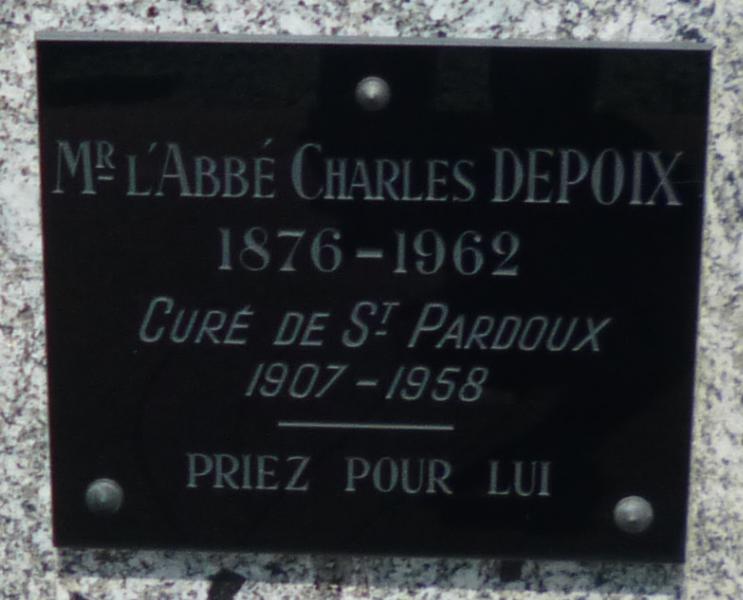 Mr L'Abbé Charles DEPOIX
1876 - 1962
Curé de St Pardoux
1907 - 1958
PRIEZ POUR LUI